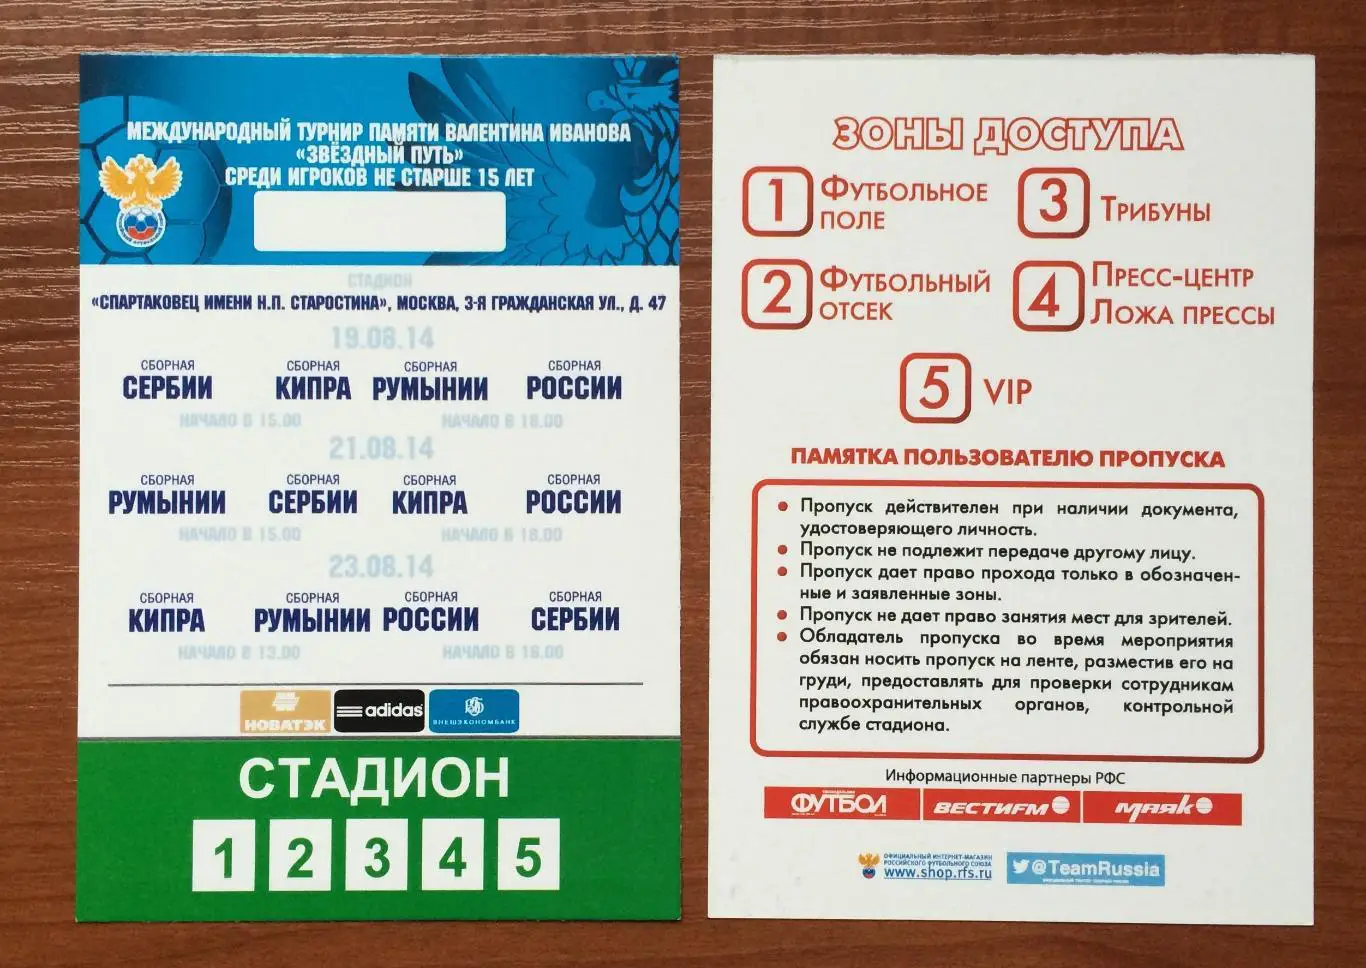 МЕЖДУНАРОДНЫЙ ТУРНИР ПАМЯТИ ВАЛЕНТИНА ИВАНОВА
«ЗВЁЗДНЫЙ ПУТЬ»
СРЕДИ ИГРОКОВ НЕ СТАРШЕ 15 ЛЕТ
СТАДИОН
«СПАРТАКОВЕЦ ИМЕНИ Н.П. СТАРОСТИНА», МОСКВА, 3-Я ГРАЖДАНСКАЯ УЛ., Д. 47
19.08.14
СБОРНАЯ СБОРНАЯ СБОРНАЯ СБОРНАЯ
СЕРБИИ КИПРА РУМЫНИИ РОССИИ
НАЧАЛО В 15.00 НАЧАЛО В 18.00
21.08.14
СБОРНАЯ СБОРНАЯ СБОРНАЯ СБОРНАЯ
РУМЫНИИ СЕРБИИ КИПРА РОССИИ
НАЧАЛО В 15.00 НАЧАЛО В 18.00
23.08.14
СБОРНАЯ СБОРНАЯ СБОРНАЯ СБОРНАЯ
КИПРА РУМЫНИИ РОССИИ СЕРБИИ
НАЧАЛО В 13.00 НАЧАЛО В 16.00
НОВАТЭК adidas ВНЕШЭКОНОМБАНК
СТАДИОН
1 2 3 4 5
ЗОНЫ ДОСТУПА
1 ФУТБОЛЬНОЕ
ПОЛЕ
3 ТРИБУНЫ
2 ФУТБОЛЬНЫЙ
ОТСЕК
4 ПРЕСС-ЦЕНТР
ЛОЖА ПРЕССЫ
5 VIP
ПАМЯТКА ПОЛЬЗОВАТЕЛЮ ПРОПУСКА
• Пропуск действителен при наличии документа,
удостоверяющего личность.
• Пропуск не подлежит передаче другому лицу.
• Пропуск дает право прохода только в обозначен-
ные и заявленные зоны.
• Пропуск не дает право занятия мест для зрителей.
• Обладатель пропуска во время мероприятия
обязан носить пропуск на ленте, разместив его на
груди, предоставлять для проверки сотрудникам
правоохранительных органов, контрольной
службе стадиона.
Информационные партнеры РФС
ФУТБОЛ ВЕСТИFM МАЯК
ОФИЦИАЛЬНЫЙ ИНТЕРНЕТ-МАГАЗИН
РОССИЙСКОГО ФУТБОЛЬНОГО СОЮЗА
www.shop.rfs.ru
@TeamRussia